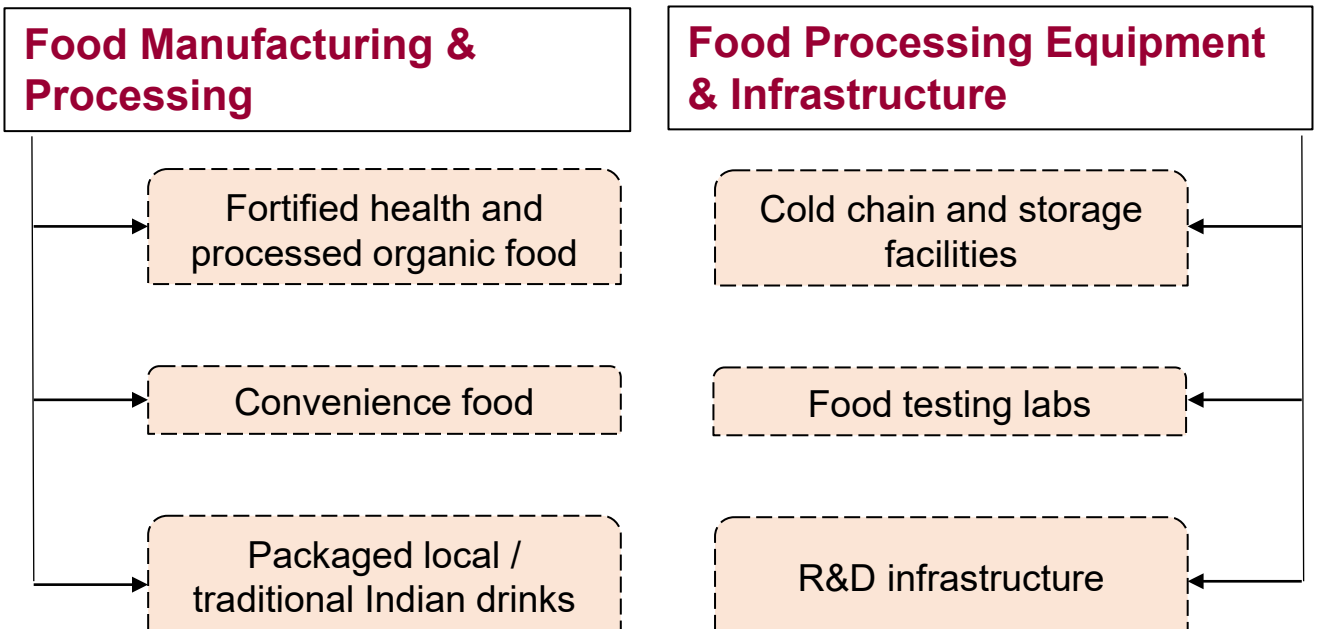 Food Manufacturing &
Processing
Fortified health and
processed organic food
Convenience food
Packaged local /
traditional Indian drinks
Food Processing Equipment
& Infrastructure
Cold chain and storage
facilities
Food testing labs
R&D infrastructure